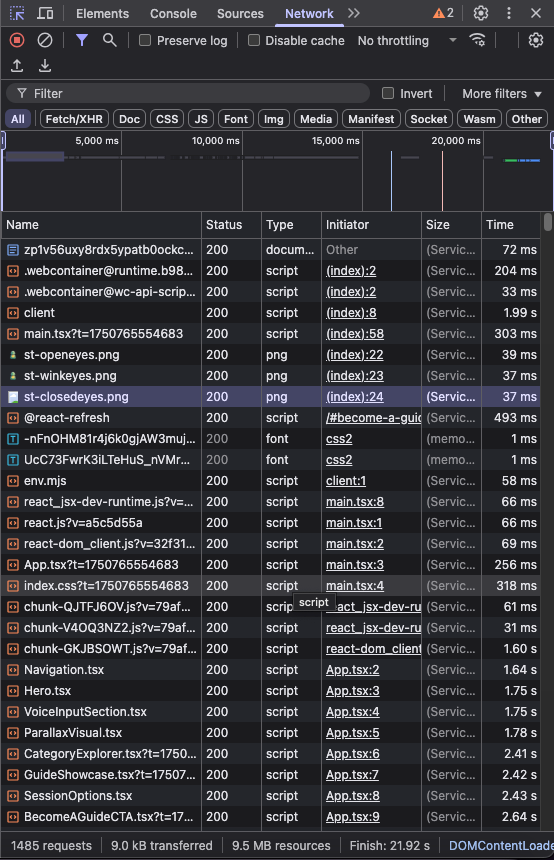 Elements Console Sources Network 2
Preserve log Disable cache No throttling
Filter Invert More filters
All Fetch/XHR Doc CSS JS Font Img Media Manifest Socket Wasm Other
5,000 ms 10,000 ms 15,000 ms 20,000 ms
Name Status Type Initiator Size Time
zp1v56uxy8rdx5ypatb0ockc... 200 docum... Other (Servic... 72 ms
.webcontainer@runtime.b98... 200 script (index):2 (Servic... 204 ms
.webcontainer@wc-api-scrip... 200 script (index):2 (Servic... 33 ms
client 200 script (index):8 (Servic... 1.99 s
main.tsx?t=1750765554683 200 script (index):58 (Servic... 303 ms
st-openeyes.png 200 png (index):22 (Servic... 39 ms
st-winkeyes.png 200 png (index):23 (Servic... 37 ms
st-closedeyes.png 200 png (index):24 (Servic... 37 ms
@react-refresh 200 script /#become-a-guid (Servic... 493 ms
-nFnOHM81r4j6k0gjAW3muj... 200 font css2 (memo... 1 ms
UcC73FwrK3iLTeHuS_nVMr... 200 font css2 (memo... 1 ms
env.mjs 200 script client:1 (Servic... 58 ms
react_jsx-dev-runtime.js?v=... 200 script main.tsx:8 (Servic... 66 ms
react.js?v=a5c5d55a 200 script main.tsx:1 (Servic... 66 ms
react-dom_client.js?v=32f31... 200 script main.tsx:2 (Servic... 69 ms
App.tsx?t=1750765554683 200 script main.tsx:3 (Servic... 256 ms
index.css?t=1750765554683 200 script main.tsx:4 (Servic... 318 ms
script
chunk-QJTFJ6OV.js?v=79af... 200 script react_jsx-dev-ru (Servic... 61 ms
chunk-V4OQ3NZ2.js?v=79af... 200 script react_jsx-dev-ru (Servic... 31 ms
chunk-GKJBSOWT.js?v=79af... 200 script react-dom_client (Servic... 1.60 s
Navigation.tsx 200 script App.tsx:2 (Servic... 1.64 s
Hero.tsx 200 script App.tsx:3 (Servic... 1.75 s
VoiceInputSection.tsx 200 script App.tsx:4 (Servic... 1.75 s
ParallaxVisual.tsx 200 script App.tsx:5 (Servic... 1.78 s
CategoryExplorer.tsx?t=1750... 200 script App.tsx:6 (Servic... 2.41 s
GuideShowcase.tsx?t=17507... 200 script App.tsx:7 (Servic... 2.42 s
SessionOptions.tsx 200 script App.tsx:8 (Servic... 2.43 s
BecomeAGuideCTA.tsx?t=17... 200 script App.tsx:9 (Servic... 2.64 s
1485 requests 9.0 kB transferred 9.5 MB resources Finish: 21.92 s DOMContentLoade